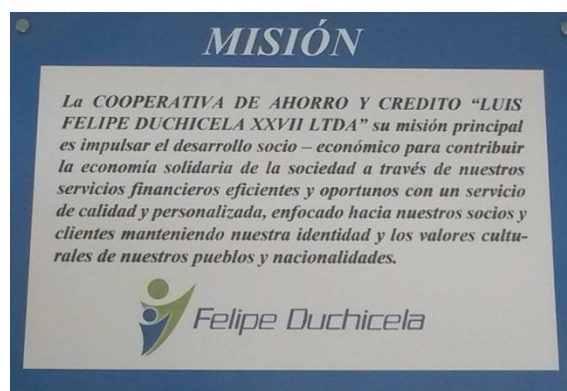 MISIÓN
La COOPERATIVA DE AHORRO Y CREDITO “LUIS
FELIPE DUCHICELA XXVII LTDA” su misión principal
es impulsar el desarrollo socio – económico para contribuir
la economía solidaria de la sociedad a través de nuestros
servicios financieros eficientes y oportunos con un servicio
de calidad y personalizada, enfocado hacia nuestros socios y
clientes manteniendo nuestra identidad y los valores cultu-
rales de nuestros pueblos y nacionalidades.
Felipe Duchicela